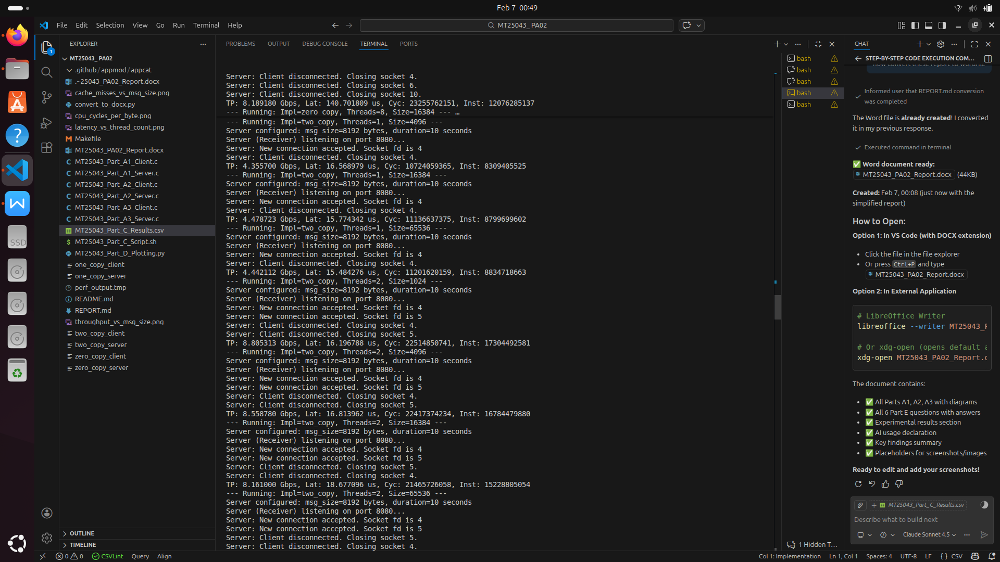 Feb 7 00:49
File Edit Selection View Go Run Terminal Help
MT25043_ PA02
EXPLORER
MT25043_ PA02
.github/appmod/appcat
.~25043_PA02_Report.docx
cache_misses_vs_msg_size.png
convert_to_docx.py
cpu_cycles_per_byte.png
latency_vs_thread_count.png
Makefile
MT25043_PA02_Report.docx
MT25043_Part_A1_Client.c
MT25043_Part_A1_Server.c
MT25043_Part_A2_Client.c
MT25043_Part_A2_Server.c
MT25043_Part_A3_Client.c
MT25043_Part_A3_Server.c
MT25043_Part_C_Results.csv
MT25043_Part_C_Script.sh
MT25043_Part_D_Plotting.py
one_copy_client
one_copy_server
perf_output.tmp
README.md
REPORT.md
throughput_vs_msg_size.png
two_copy_client
two_copy_server
zero_copy_client
zero_copy_server
OUTLINE
TIMELINE
PROBLEMS OUTPUT DEBUG CONSOLE TERMINAL PORTS
Server: Client disconnected. Closing socket 4.
Server: Client disconnected. Closing socket 6.
Server: Client disconnected. Closing socket 10.
TP: 8.189180 Gbps, Lat: 140.701809 us, Cyc: 23255762151, Inst: 12076285137
--- Running: Impl=zero copy, Threads=8, Size=16384 --- …
--- Running: Impl=two_copy, Threads=1, Size=4096 ---
Server configured: msg_size=8192 bytes, duration=10 seconds
Server (Receiver) listening on port 8080...
Server: New connection accepted. Socket fd is 4
Server: Client disconnected. Closing socket 4.
TP: 4.355700 Gbps, Lat: 16.568979 us, Cyc: 10724059365, Inst: 8309405525
--- Running: Impl=two_copy, Threads=1, Size=16384 ---
Server configured: msg_size=8192 bytes, duration=10 seconds
Server (Receiver) listening on port 8080...
Server: New connection accepted. Socket fd is 4
Server: Client disconnected. Closing socket 4.
TP: 4.478723 Gbps, Lat: 15.774342 us, Cyc: 11136637375, Inst: 8799699602
--- Running: Impl=two_copy, Threads=1, Size=65536 ---
Server configured: msg_size=8192 bytes, duration=10 seconds
Server (Receiver) listening on port 8080...
Server: New connection accepted. Socket fd is 4
Server: Client disconnected. Closing socket 4.
TP: 4.442112 Gbps, Lat: 15.484276 us, Cyc: 11201620159, Inst: 8834718663
--- Running: Impl=two_copy, Threads=2, Size=1024 ---
Server configured: msg_size=8192 bytes, duration=10 seconds
Server (Receiver) listening on port 8080...
Server: New connection accepted. Socket fd is 4
Server: New connection accepted. Socket fd is 5
Server: Client disconnected. Closing socket 4.
Server: Client disconnected. Closing socket 5.
TP: 8.805313 Gbps, Lat: 16.196788 us, Cyc: 22514850741, Inst: 17304492581
--- Running: Impl=two_copy, Threads=2, Size=4096 ---
Server configured: msg_size=8192 bytes, duration=10 seconds
Server (Receiver) listening on port 8080...
Server: New connection accepted. Socket fd is 4
Server: New connection accepted. Socket fd is 5
Server: Client disconnected. Closing socket 4.
Server: Client disconnected. Closing socket 5.
TP: 8.558780 Gbps, Lat: 16.813962 us, Cyc: 22417374234, Inst: 16784479880
--- Running: Impl=two_copy, Threads=2, Size=16384 ---
Server configured: msg_size=8192 bytes, duration=10 seconds
Server (Receiver) listening on port 8080...
Server: New connection accepted. Socket fd is 4
Server: New connection accepted. Socket fd is 5
Server: Client disconnected. Closing socket 5.
Server: Client disconnected. Closing socket 4.
TP: 8.161000 Gbps, Lat: 18.677096 us, Cyc: 21465726058, Inst: 15228805054
--- Running: Impl=two_copy, Threads=2, Size=65536 ---
Server configured: msg_size=8192 bytes, duration=10 seconds
Server (Receiver) listening on port 8080...
Server: New connection accepted. Socket fd is 4
Server: New connection accepted. Socket fd is 5
Server: Client disconnected. Closing socket 5.
Server: Client disconnected. Closing socket 4.
bash
bash
bash
bash
bash
1 Hidden T…
CHAT
STEP-BY-STEP CODE EXECUTION COM…
now convert these report to wordfile
Informed user that REPORT.md conversion
was completed
The Word file is already created! I converted
it in my previous response.
Executed command in terminal
✅ Word document ready:
MT25043_PA02_Report.docx (44KB)
Created: Feb 7, 00:08 (just now with the
simplified report)
How to Open:
Option 1: In VS Code (with DOCX extension)
• Click the file in the file explorer
• Or press Ctrl+P and type
MT25043_PA02_Report.docx
Option 2: In External Application
# LibreOffice Writer
libreoffice --writer MT25043_P
# Or xdg-open (opens default a
xdg-open MT25043_PA02_Report.d
The document contains:
• ✅ All Parts A1, A2, A3 with diagrams
• ✅ All 6 Part E questions with answers
• ✅ Experimental results section
• ✅ AI usage declaration
• ✅ Key findings summary
• ✅ Placeholders for screenshots/images
Ready to edit and add your screenshots!
MT25043_Part_C_Results.csv
Describe what to build next
Claude Sonnet 4.5
SSD
1
0 0 CSVLint Query Align
Col 1: Implementation Ln 1, Col 1 Spaces: 4 UTF-8 LF { } CSV